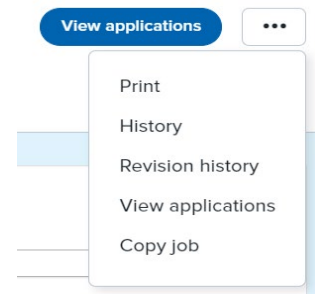 View applications •••
Print
History
Revision history
View applications
Copy job